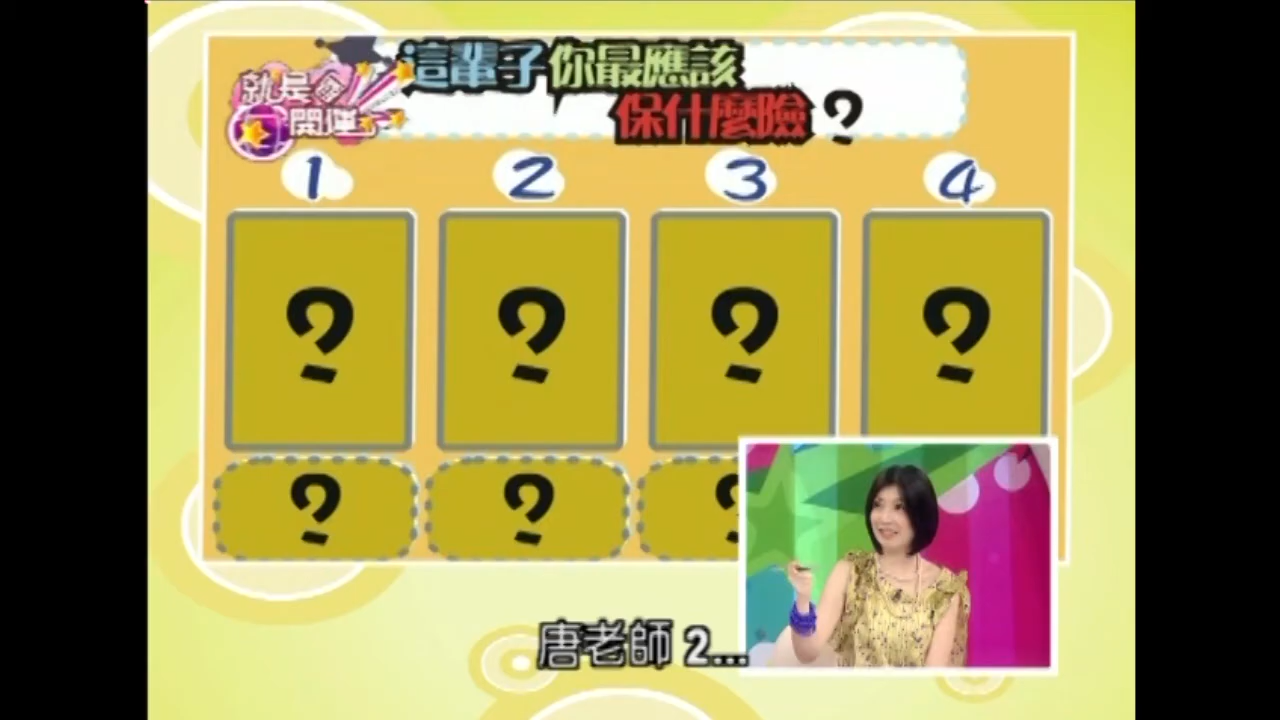 這輩子你最應該
保什麼險?
就是命
開運
1 2 3 4
? ? ? ?
? ? ?
唐老師 2...